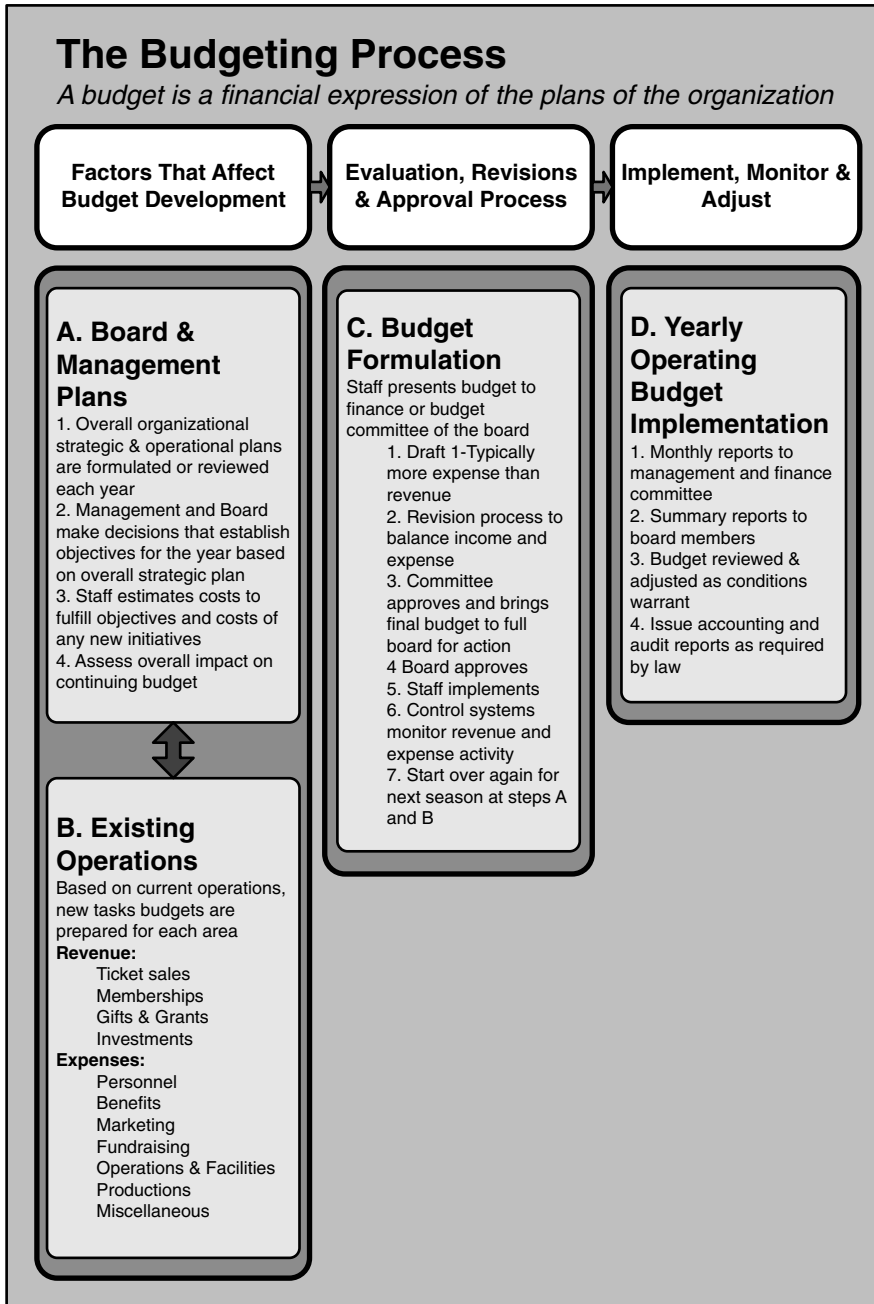 The Budgeting Process
A budget is a financial expression of the plans of the organization
Factors That Affect
Budget Development
Evaluation, Revisions
& Approval Process
Implement, Monitor &
Adjust
A. Board &
Management
Plans
1. Overall organizational
strategic & operational plans
are formulated or reviewed
each year
2. Management and Board
make decisions that establish
objectives for the year based
on overall strategic plan
3. Staff estimates costs to
fulfill objectives and costs of
any new initiatives
4. Assess overall impact on
continuing budget
B. Existing
Operations
Based on current operations,
new tasks budgets are
prepared for each area
Revenue:
Ticket sales
Memberships
Gifts & Grants
Investments
Expenses:
Personnel
Benefits
Marketing
Fundraising
Operations & Facilities
Productions
Miscellaneous
C. Budget
Formulation
Staff presents budget to
finance or budget
committee of the board
1. Draft 1-Typically
more expense than
revenue
2. Revision process to
balance income and
expense
3. Committee
approves and brings
final budget to full
board for action
4 Board approves
5. Staff implements
6. Control systems
monitor revenue and
expense activity
7. Start over again for
next season at steps A
and B
D. Yearly
Operating
Budget
Implementation
1. Monthly reports to
management and finance
committee
2. Summary reports to
board members
3. Budget reviewed &
adjusted as conditions
warrant
4. Issue accounting and
audit reports as required
by law